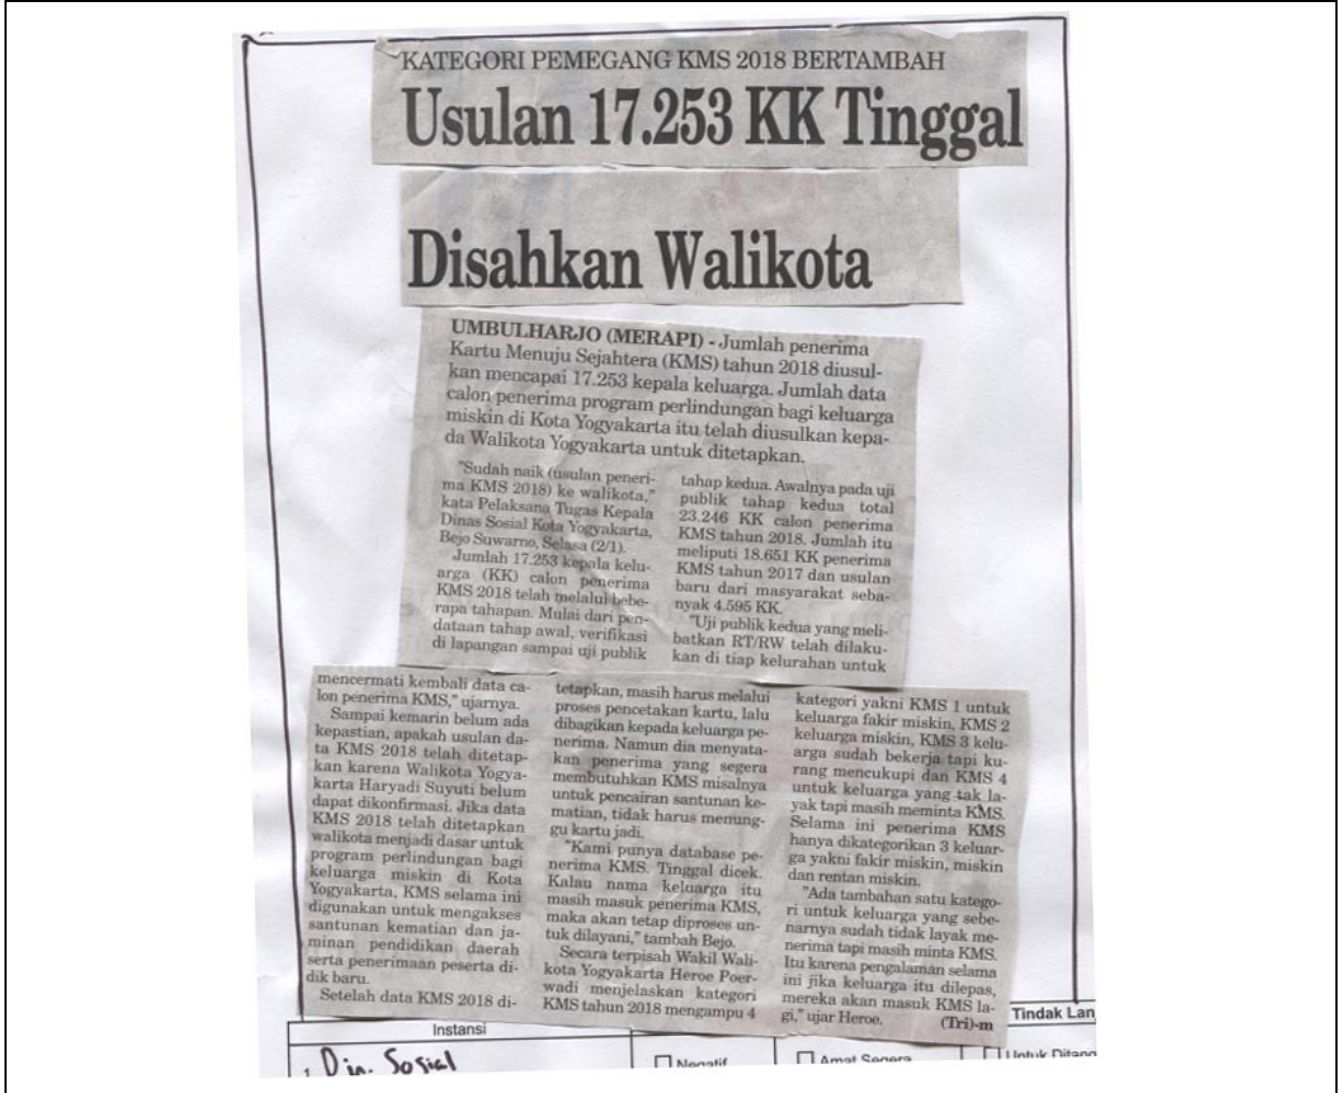 KATEGORI PEMEGANG KMS 2018 BERTAMBAH
Usulan 17.253 KK Tinggal
Disahkan Walikota
UMBULHARJO (MERAPI) - Jumlah penerima
Kartu Menuju Sejahtera (KMS) tahun 2018 diusul-
kan mencapai 17.253 kepala keluarga. Jumlah data
calon penerima program perlindungan bagi keluarga
miskin di Kota Yogyakarta itu telah diusulkan kepa-
da Walikota Yogyakarta untuk ditetapkan.
"Sudah naik (usulan peneri-
ma KMS 2018) ke walikota,"
kata Pelaksana Tugas Kepala
Dinas Sosial Kota Yogyakarta,
Bejo Suwarno, Selasa (2/1).
Jumlah 17.253 kepala kelu-
arga (KK) calon penerima
KMS 2018 telah melalui bebe-
rapa tahapan. Mulai dari pen-
dataan tahap awal, verifikasi
di lapangan sampai uji publik
tahap kedua. Awalnya pada uji
publik tahap kedua total
23.246 KK calon penerima
KMS tahun 2018. Jumlah itu
meliputi 18.651 KK penerima
KMS tahun 2017 dan usulan
baru dari masyarakat seba-
nyak 4.595 KK.
"Uji publik kedua yang meli-
batkan RT/RW telah dilaku-
kan di tiap kelurahan untuk
mencermati kembali data ca-
lon penerima KMS," ujarnya.
Sampai kemarin belum ada
kepastian, apakah usulan da-
ta KMS 2018 telah ditetap-
kan karena Walikota Yogya-
karta Haryadi Suyuti belum
dapat dikonfirmasi. Jika data
KMS 2018 telah ditetapkan
walikota menjadi dasar untuk
program perlindungan bagi
keluarga miskin di Kota
Yogyakarta, KMS selama ini
digunakan untuk mengakses
santunan kematian dan ja-
minan pendidikan daerah
serta penerimaan peserta di-
dik baru.
Setelah data KMS 2018 di-
tetapkan, masih harus melalui
proses pencetakan kartu, lalu
dibagikan kepada keluarga pe-
nerima. Namun dia menyata-
kan penerima yang segera
membutuhkan KMS misalnya
untuk pencairan santunan ke-
matian, tidak harus menung-
gu kartu jadi.
"Kami punya database pe-
nerima KMS. Tinggal dicek.
Kalau nama keluarga itu
masih masuk penerima KMS,
maka akan tetap diproses un-
tuk dilayani," tambah Bejo.
Secara terpisah Wakil Wali-
kota Yogyakarta Heroe Poer-
wadi menjelaskan kategori
KMS tahun 2018 mengampu 4
kategori yakni KMS 1 untuk
keluarga fakir miskin, KMS 2
keluarga miskin, KMS 3 kelu-
arga sudah bekerja tapi ku-
rang mencukupi dan KMS 4
untuk keluarga yang tak la-
yak tapi masih meminta KMS.
Selama ini penerima KMS
hanya dikategorikan 3 keluar-
ga yakni fakir miskin, miskin
dan rentan miskin.
"Ada tambahan satu katego-
ri untuk keluarga yang sebe-
narnya sudah tidak layak me-
nerima tapi masih minta KMS.
Itu karena pengalaman selama
ini jika keluarga itu dilepas,
mereka akan masuk KMS la-
gi," ujar Heroe. (Tri)-m
Instansi
Tindak Lan
1 Din. Sosial
Negatif
Amat Segera
Untuk Ditang